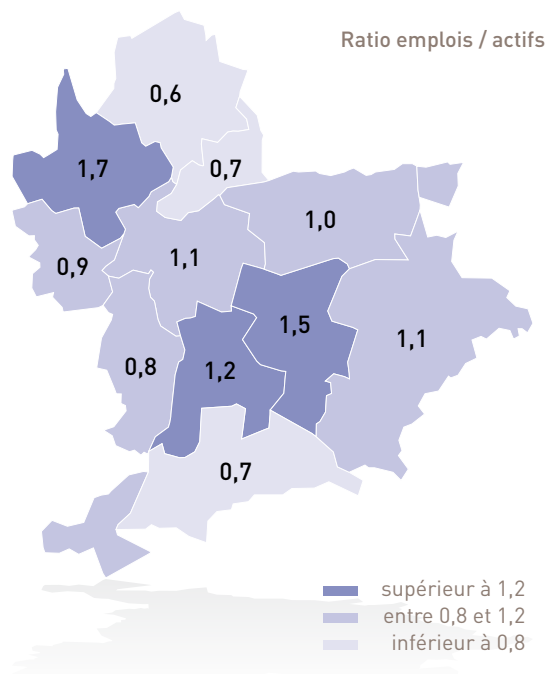 Ratio emplois / actifs
0,6
1,7
0,7
1,0
0,9
1,1
1,5
1,1
0,8
1,2
0,7
supérieur à 1,2
entre 0,8 et 1,2
inférieur à 0,8